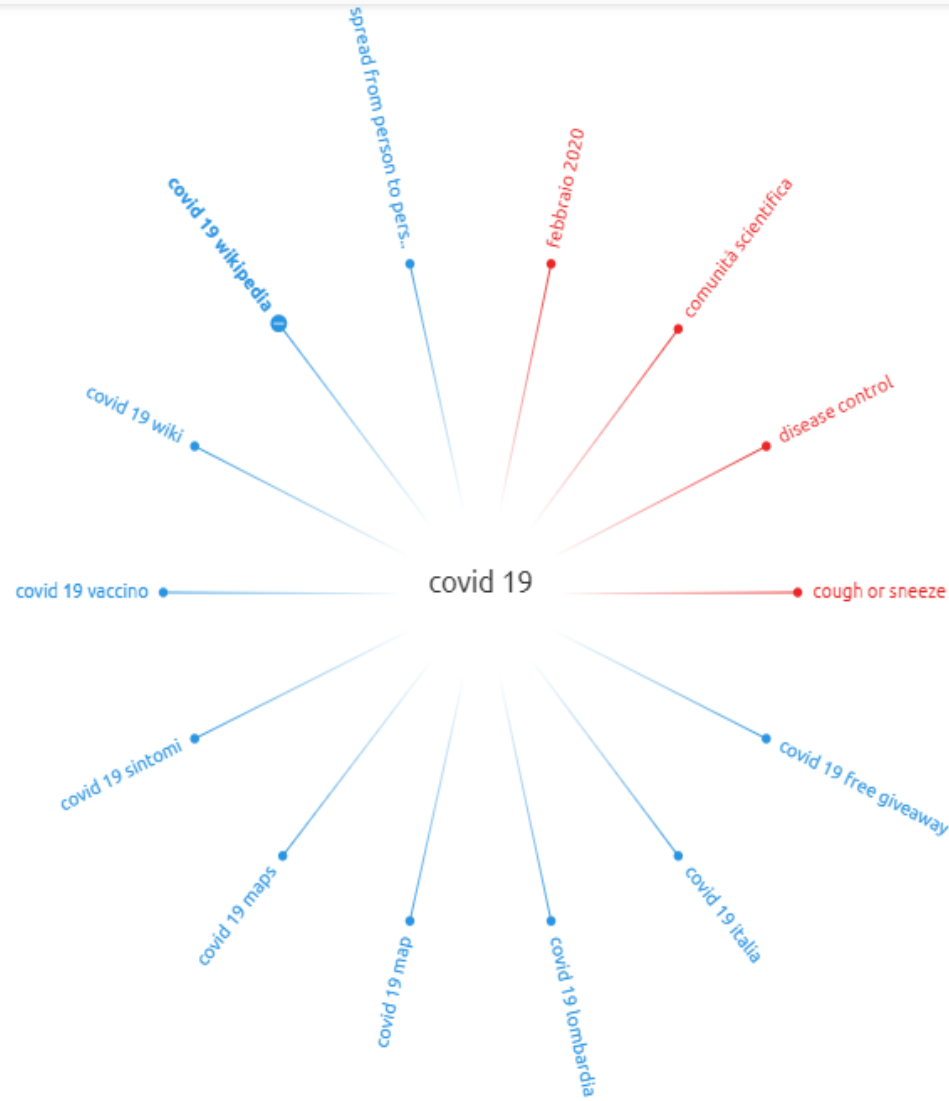 spread from person to pers..
febbraio 2020
comunità scientifica
disease control
cough or sneeze
covid 19 free giveaway
covid 19 italia
covid 19 lombardia
covid 19 map
covid 19 maps
covid 19 sintomi
covid 19 vaccino
covid 19 wiki
covid 19 wikipedia
covid 19